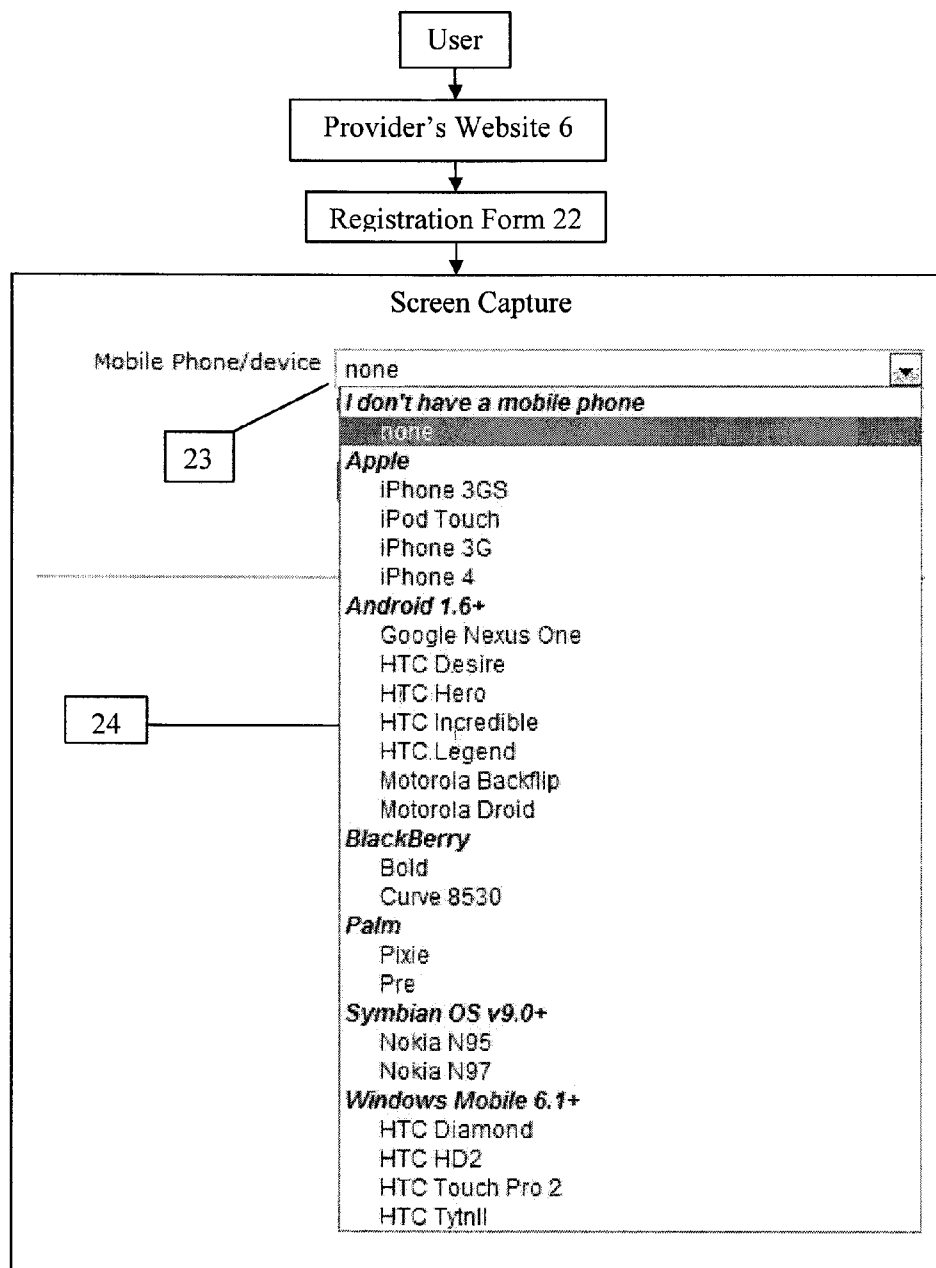 User
Provider's Website 6
Registration Form 22
Screen Capture
Mobile Phone/device
none
I don't have a mobile phone
none
23
Apple
iPhone 3GS
iPod Touch
iPhone 3G
iPhone 4
Android 1.6+
Google Nexus One
HTC Desire
HTC Hero
24
HTC Incredible
HTC Legend
Motorola Backflip
Motorola Droid
BlackBerry
Bold
Curve 8530
Palm
Pixie
Pre
Symbian OS v9.0+
Nokia N95
Nokia N97
Windows Mobile 6.1+
HTC Diamond
HTC HD2
HTC Touch Pro 2
HTC TytnII